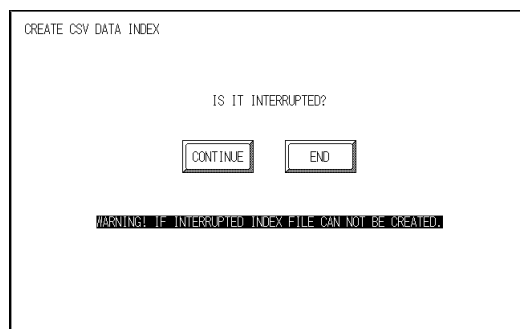 CREATE CSV DATA INDEX
IS IT INTERRUPTED?
CONTINUE END
WARNING! IF INTERRUPTED INDEX FILE CAN NOT BE CREATED.